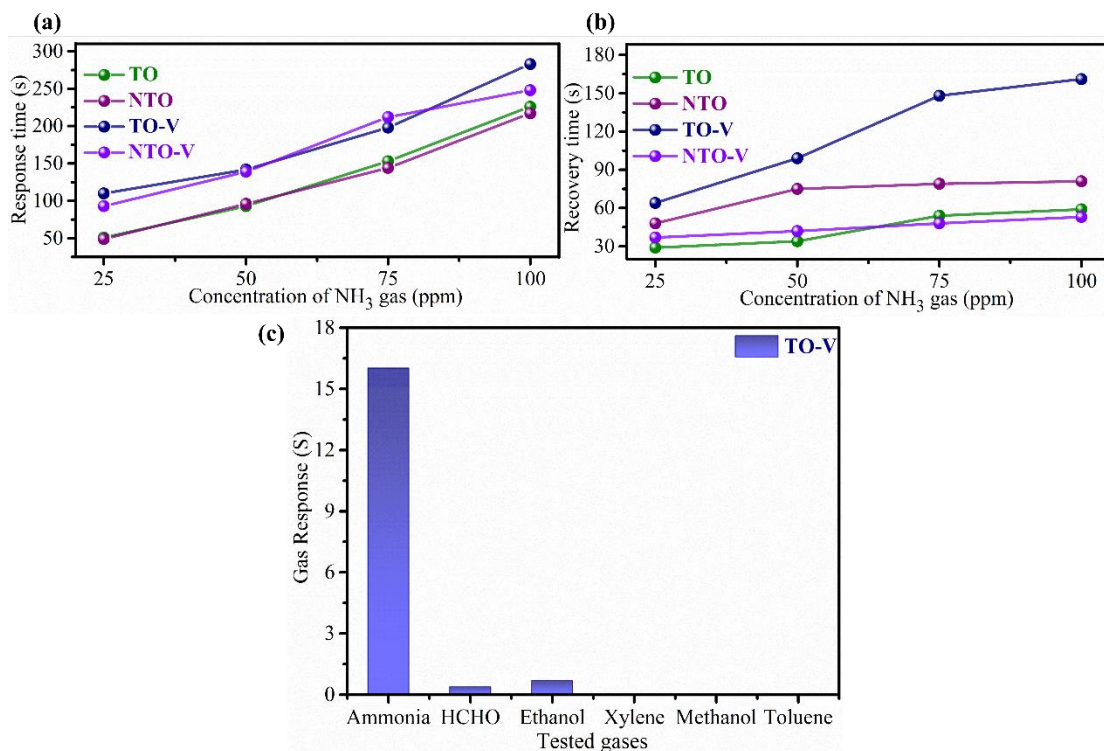 (a)
Response time (s)
300
250
200
150
100
50
TO
NTO
TO-V
NTO-V
25 50 75 100
Concentration of NH₃ gas (ppm)
(b)
Recovery time (s)
180
150
120
90
60
30
TO
NTO
TO-V
NTO-V
25 50 75 100
Concentration of NH₃ gas (ppm)
(c)
Gas Response (S)
18
15
12
9
6
3
0
TO-V
Ammonia HCHO Ethanol Xylene Methanol Toluene
Tested gases